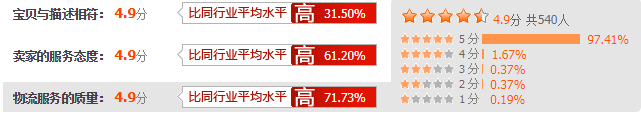 宝贝与描述相符： 4.9分 比同行业平均水平 高 31.50%
卖家的服务态度： 4.9分 比同行业平均水平 高 61.20%
物流服务的质量： 4.9分 比同行业平均水平 高 71.73%
4.9分 共540人
5分 97.41%
4分 1.67%
3分 0.37%
2分 0.37%
1分 0.19%